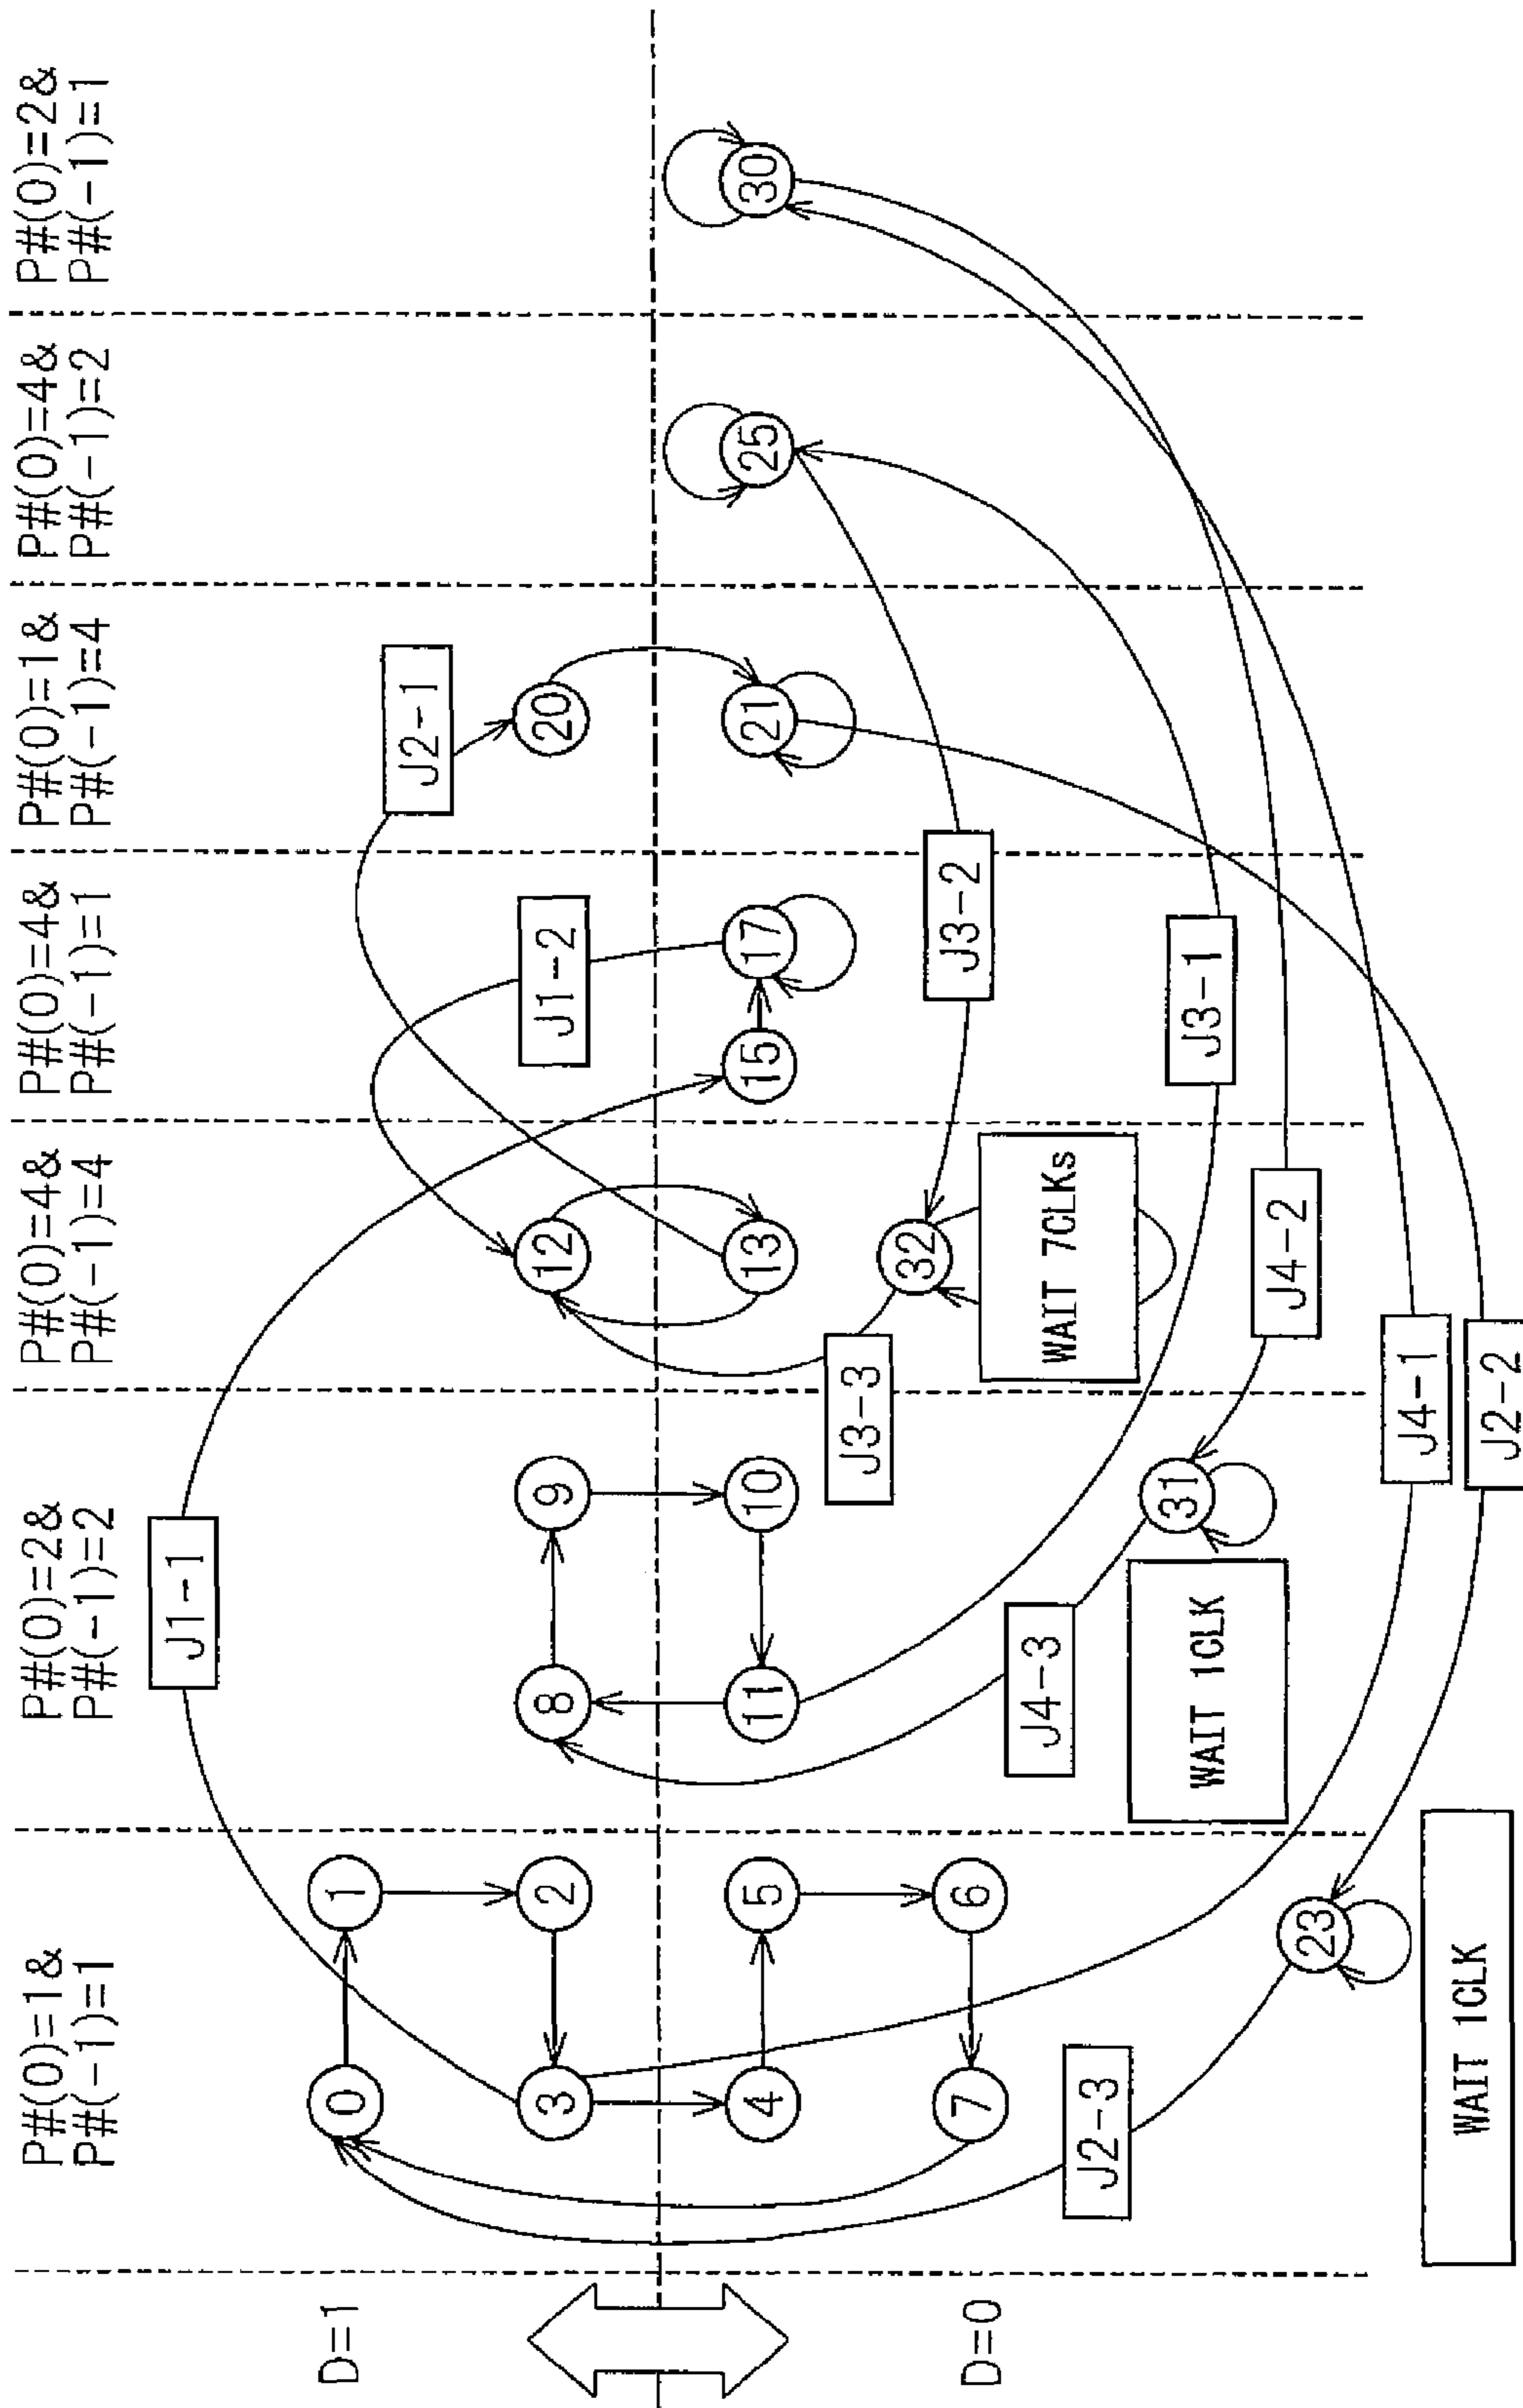 D=1
D=0
P#(0)=1&
P#(-1)=1
0
1
2
3
4
5
6
7
J2-3
23
WAIT 1CLK
P#(0)=2&
P#(-1)=2
J1-1
8
9
10
11
J4-3
31
WAIT 1CLK
P#(0)=4&
P#(-1)=4
12
13
32
J3-3
WAIT 7CLKs
J4-2
J4-1
J2-2
P#(0)=4&
P#(-1)=1
J1-2
15
17
J3-2
J3-1
P#(0)=1&
P#(-1)=4
J2-1
20
21
P#(0)=4&
P#(-1)=2
25
P#(0)=2&
P#(-1)=1
30